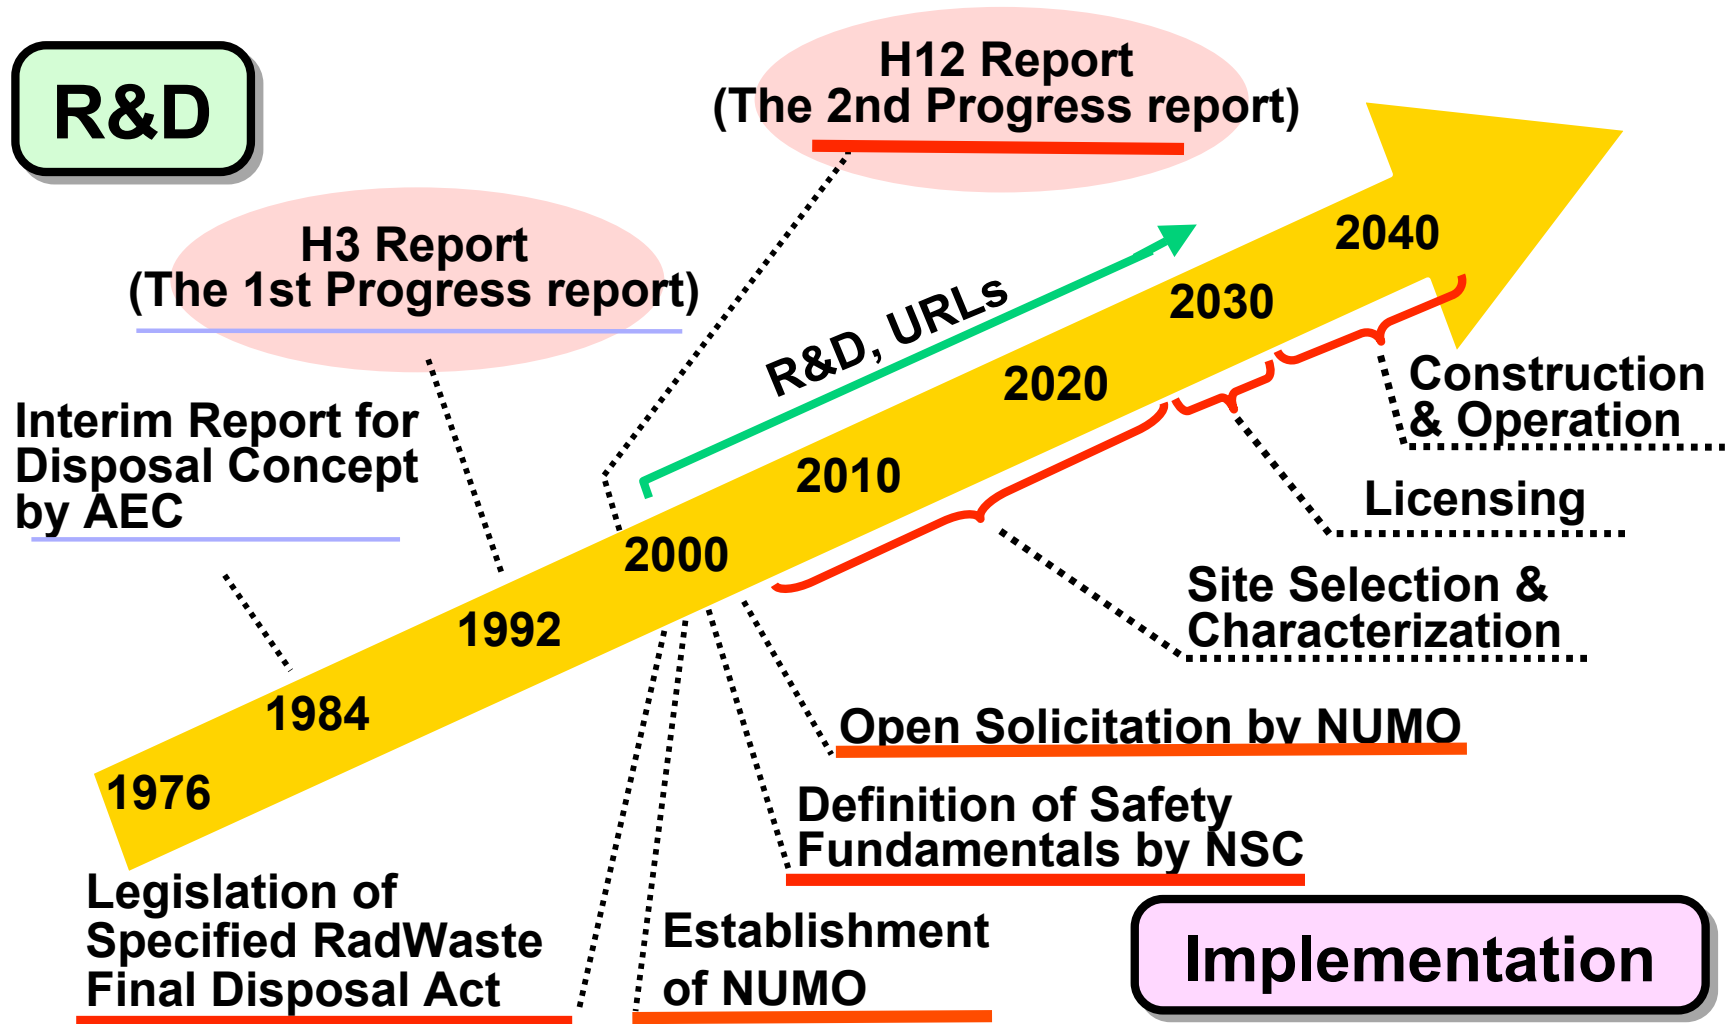 R&D
H12 Report
(The 2nd Progress report)
H3 Report
(The 1st Progress report)
Interim Report for
Disposal Concept
by AEC
R&D, URLs
1976
1984
1992
2000
2010
2020
2030
2040
Construction
& Operation
Licensing
Site Selection &
Characterization
Open Solicitation by NUMO
Definition of Safety
Fundamentals by NSC
Establishment
of NUMO
Legislation of
Specified RadWaste
Final Disposal Act
Implementation